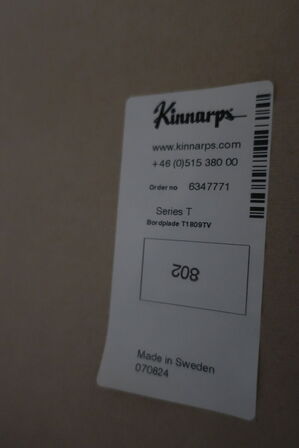 Kinnarps
www.kinnarps.com
+46 (0)515 380 00
Order no 6347771
Series T
Bordplade T1809TV
802
Made in Sweden
070824